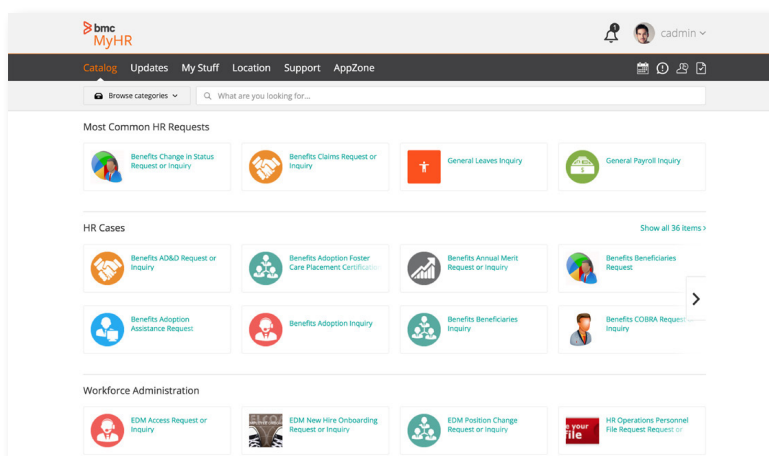 bmc
MyHR
1
cadmin
Catalog Updates My Stuff Location Support AppZone
Browse categories
What are you looking for...
Most Common HR Requests
Benefits Change in Status
Request or Inquiry
Benefits Claims Request or
Inquiry
General Leaves Inquiry
General Payroll Inquiry
HR Cases
Show all 36 items
Benefits AD&D Request or
Inquiry
Benefits Adoption Foster
Care Placement Certification
Benefits Annual Merit
Request or Inquiry
Benefits Beneficiaries
Request
Benefits Adoption
Assistance Request
Benefits Adoption Inquiry
Benefits Beneficiaries
Inquiry
Benefits COBRA Request
Inquiry
Workforce Administration
EDM Access Request or
Inquiry
EDM New Hire Onboarding
Request or Inquiry
EDM Position Change
Request or Inquiry
e your
file
HR Operations Personnel
File Request Request or